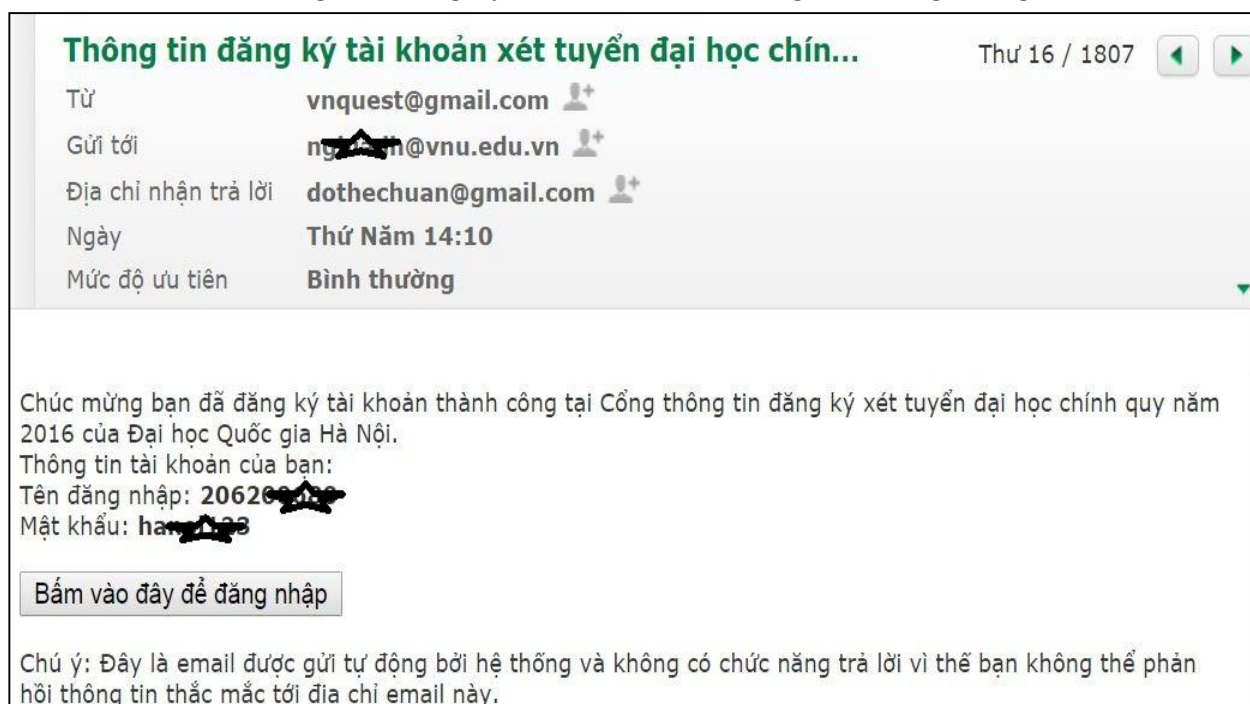 Thông tin đăng ký tài khoản xét tuyển đại học chín...
Thư 16 / 1807
Từ vnquest@gmail.com
Gửi tới @vnu.edu.vn
Địa chỉ nhận trả lời dothechuan@gmail.com
Ngày Thứ Năm 14:10
Mức độ ưu tiên Bình thường
Chúc mừng bạn đã đăng ký tài khoản thành công tại Cổng thông tin đăng ký xét tuyển đại học chính quy năm
2016 của Đại học Quốc gia Hà Nội.
Thông tin tài khoản của bạn:
Tên đăng nhập:
Mật khẩu:
Bấm vào đây để đăng nhập
Chú ý: Đây là email được gửi tự động bởi hệ thống và không có chức năng trả lời vì thế bạn không thể phản
hồi thông tin thắc mắc tới địa chỉ email này.